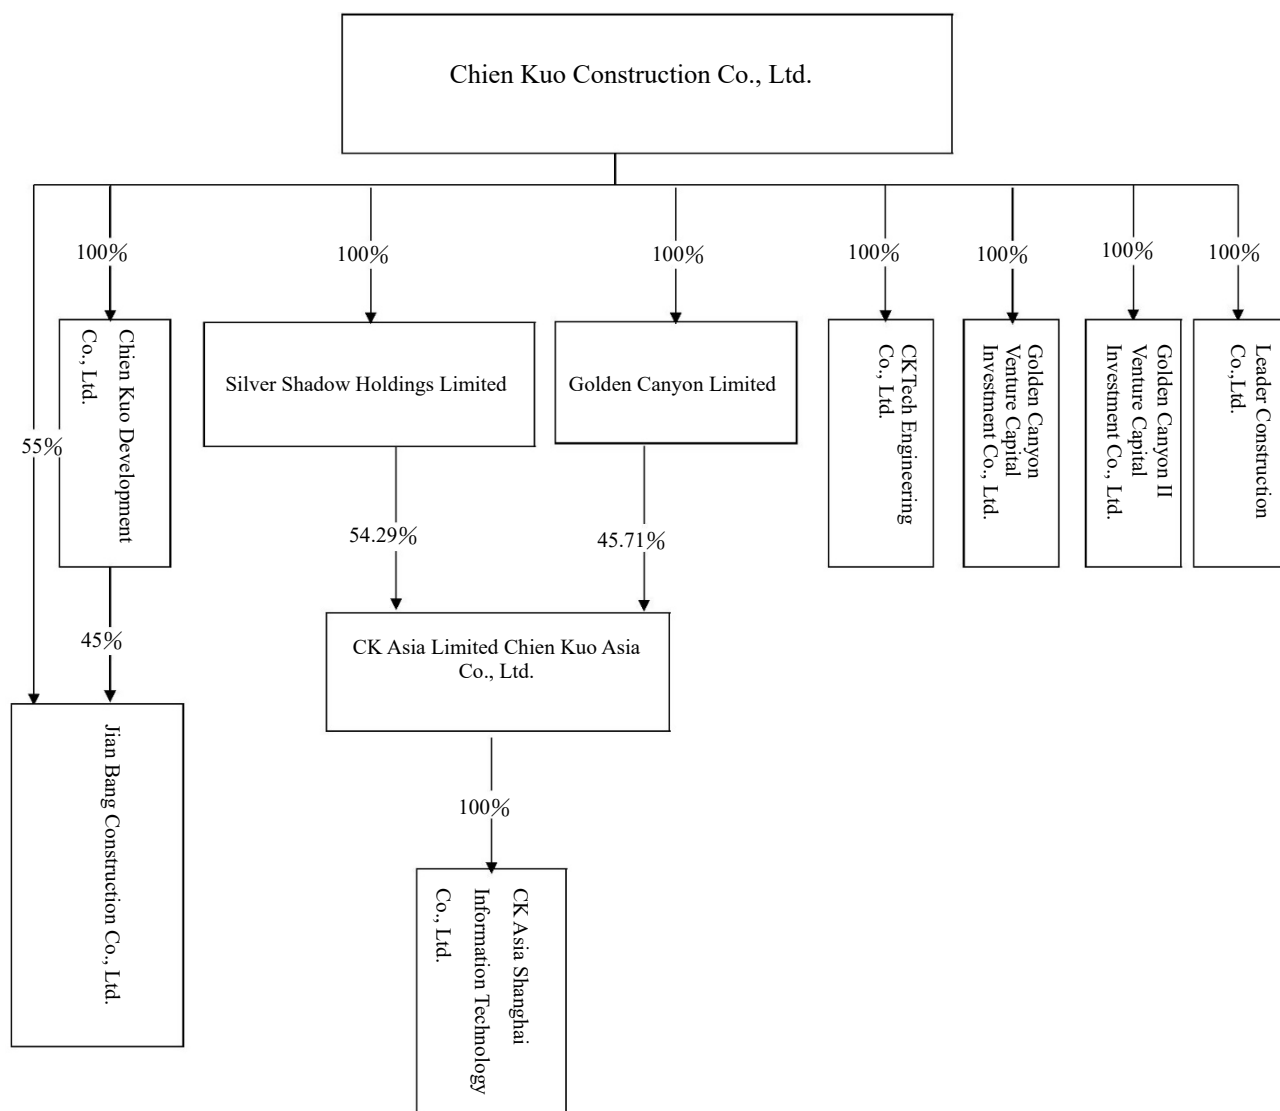 Chien Kuo Construction Co., Ltd.
100%
100%
100%
100%
100%
100%
100%
Chien Kuo Development
Co., Ltd.
Silver Shadow Holdings Limited
Golden Canyon Limited
CKTech Engineering
Co., Ltd.
Golden Canyon
Venture Capital
Investment Co., Ltd.
Golden Canyon II
Venture Capital
Investment Co., Ltd.
Leader Construction
Co.,Ltd.
55%
54.29%
45.71%
45%
CK Asia Limited Chien Kuo Asia
Co., Ltd.
Jian Bang Construction Co., Ltd.
100%
CK Asia Shanghai
Information Technology
Co., Ltd.